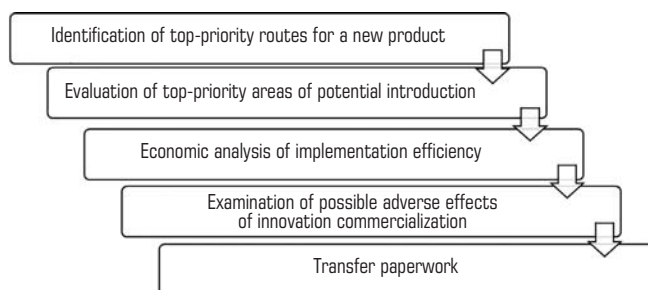 Identification of top-priority routes for a new product
Evaluation of top-priority areas of potential introduction
Economic analysis of implementation efficiency
Examination of possible adverse effects
of innovation commercialization
Transfer paperwork